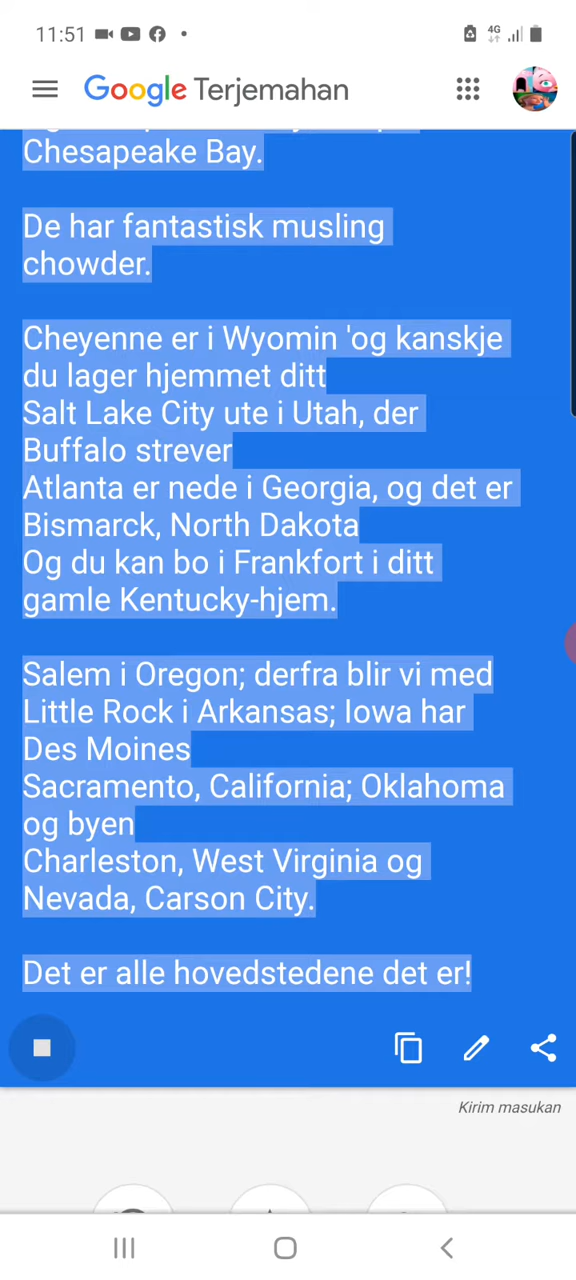 11:51
4G
Google Terjemahan
Chesapeake Bay.
De har fantastisk musling
chowder.
Cheyenne er i Wyomin 'og kanskje
du lager hjemmet ditt
Salt Lake City ute i Utah, der
Buffalo strever
Atlanta er nede i Georgia, og det er
Bismarck, North Dakota
Og du kan bo i Frankfort i ditt
gamle Kentucky-hjem.
Salem i Oregon; derfra blir vi med
Little Rock i Arkansas; Iowa har
Des Moines
Sacramento, California; Oklahoma
og byen
Charleston, West Virginia og
Nevada, Carson City.
Det er alle hovedstedene det er!
Kirim masukan